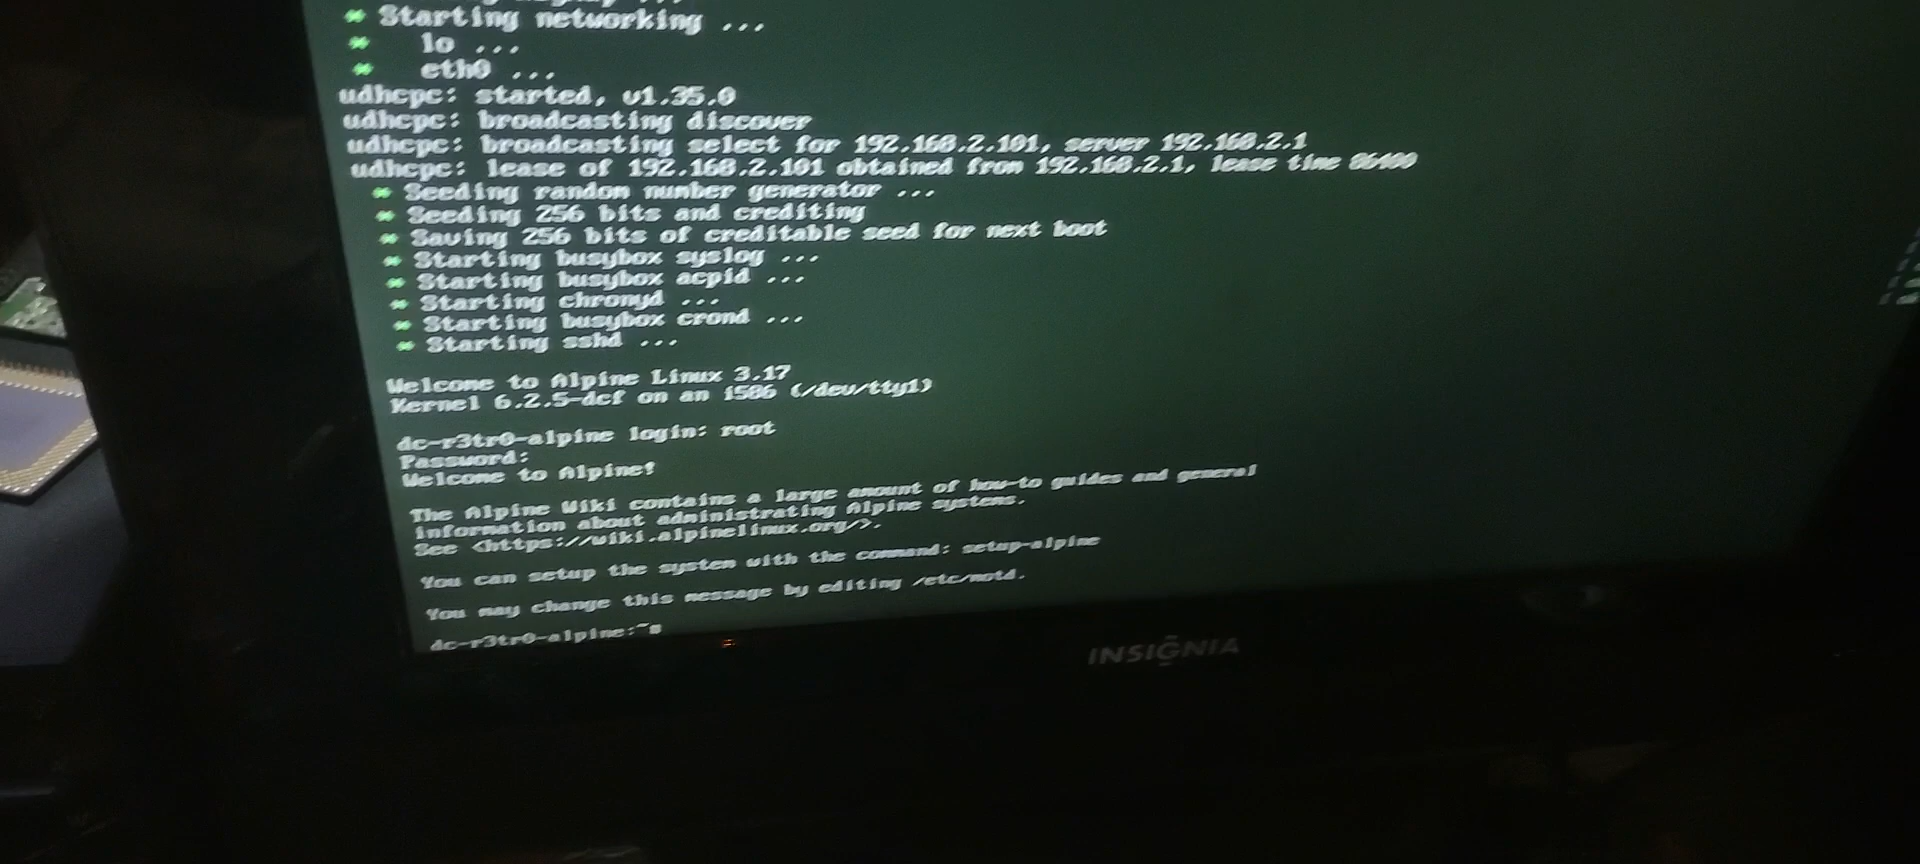 * Starting networking ...
* lo ...
* eth0 ...
udhcpc: started, v1.35.0
udhcpc: broadcasting discover
udhcpc: broadcasting select for 192.168.2.101, server 192.168.2.1
udhcpc: lease of 192.168.2.101 obtained from 192.168.2.1, lease time 86400
* Seeding random number generator ...
* Seeding 256 bits and crediting
* Saving 256 bits of creditable seed for next boot
* Starting busybox syslog ...
* Starting busybox acpid ...
* Starting chronyd ...
* Starting busybox crond ...
* Starting sshd ...
Welcome to Alpine Linux 3.17
Kernel 6.2.5-dcf on an i586 (/dev/tty1)
dc-r3tr0-alpine login: root
Password:
Welcome to Alpine!
The Alpine Wiki contains a large amount of how-to guides and general
information about administrating Alpine systems.
See <https://wiki.alpinelinux.org/>.
You can setup the system with the command: setup-alpine
You may change this message by editing /etc/motd.
dc-r3tr0-alpine:~#
INSIGNIA